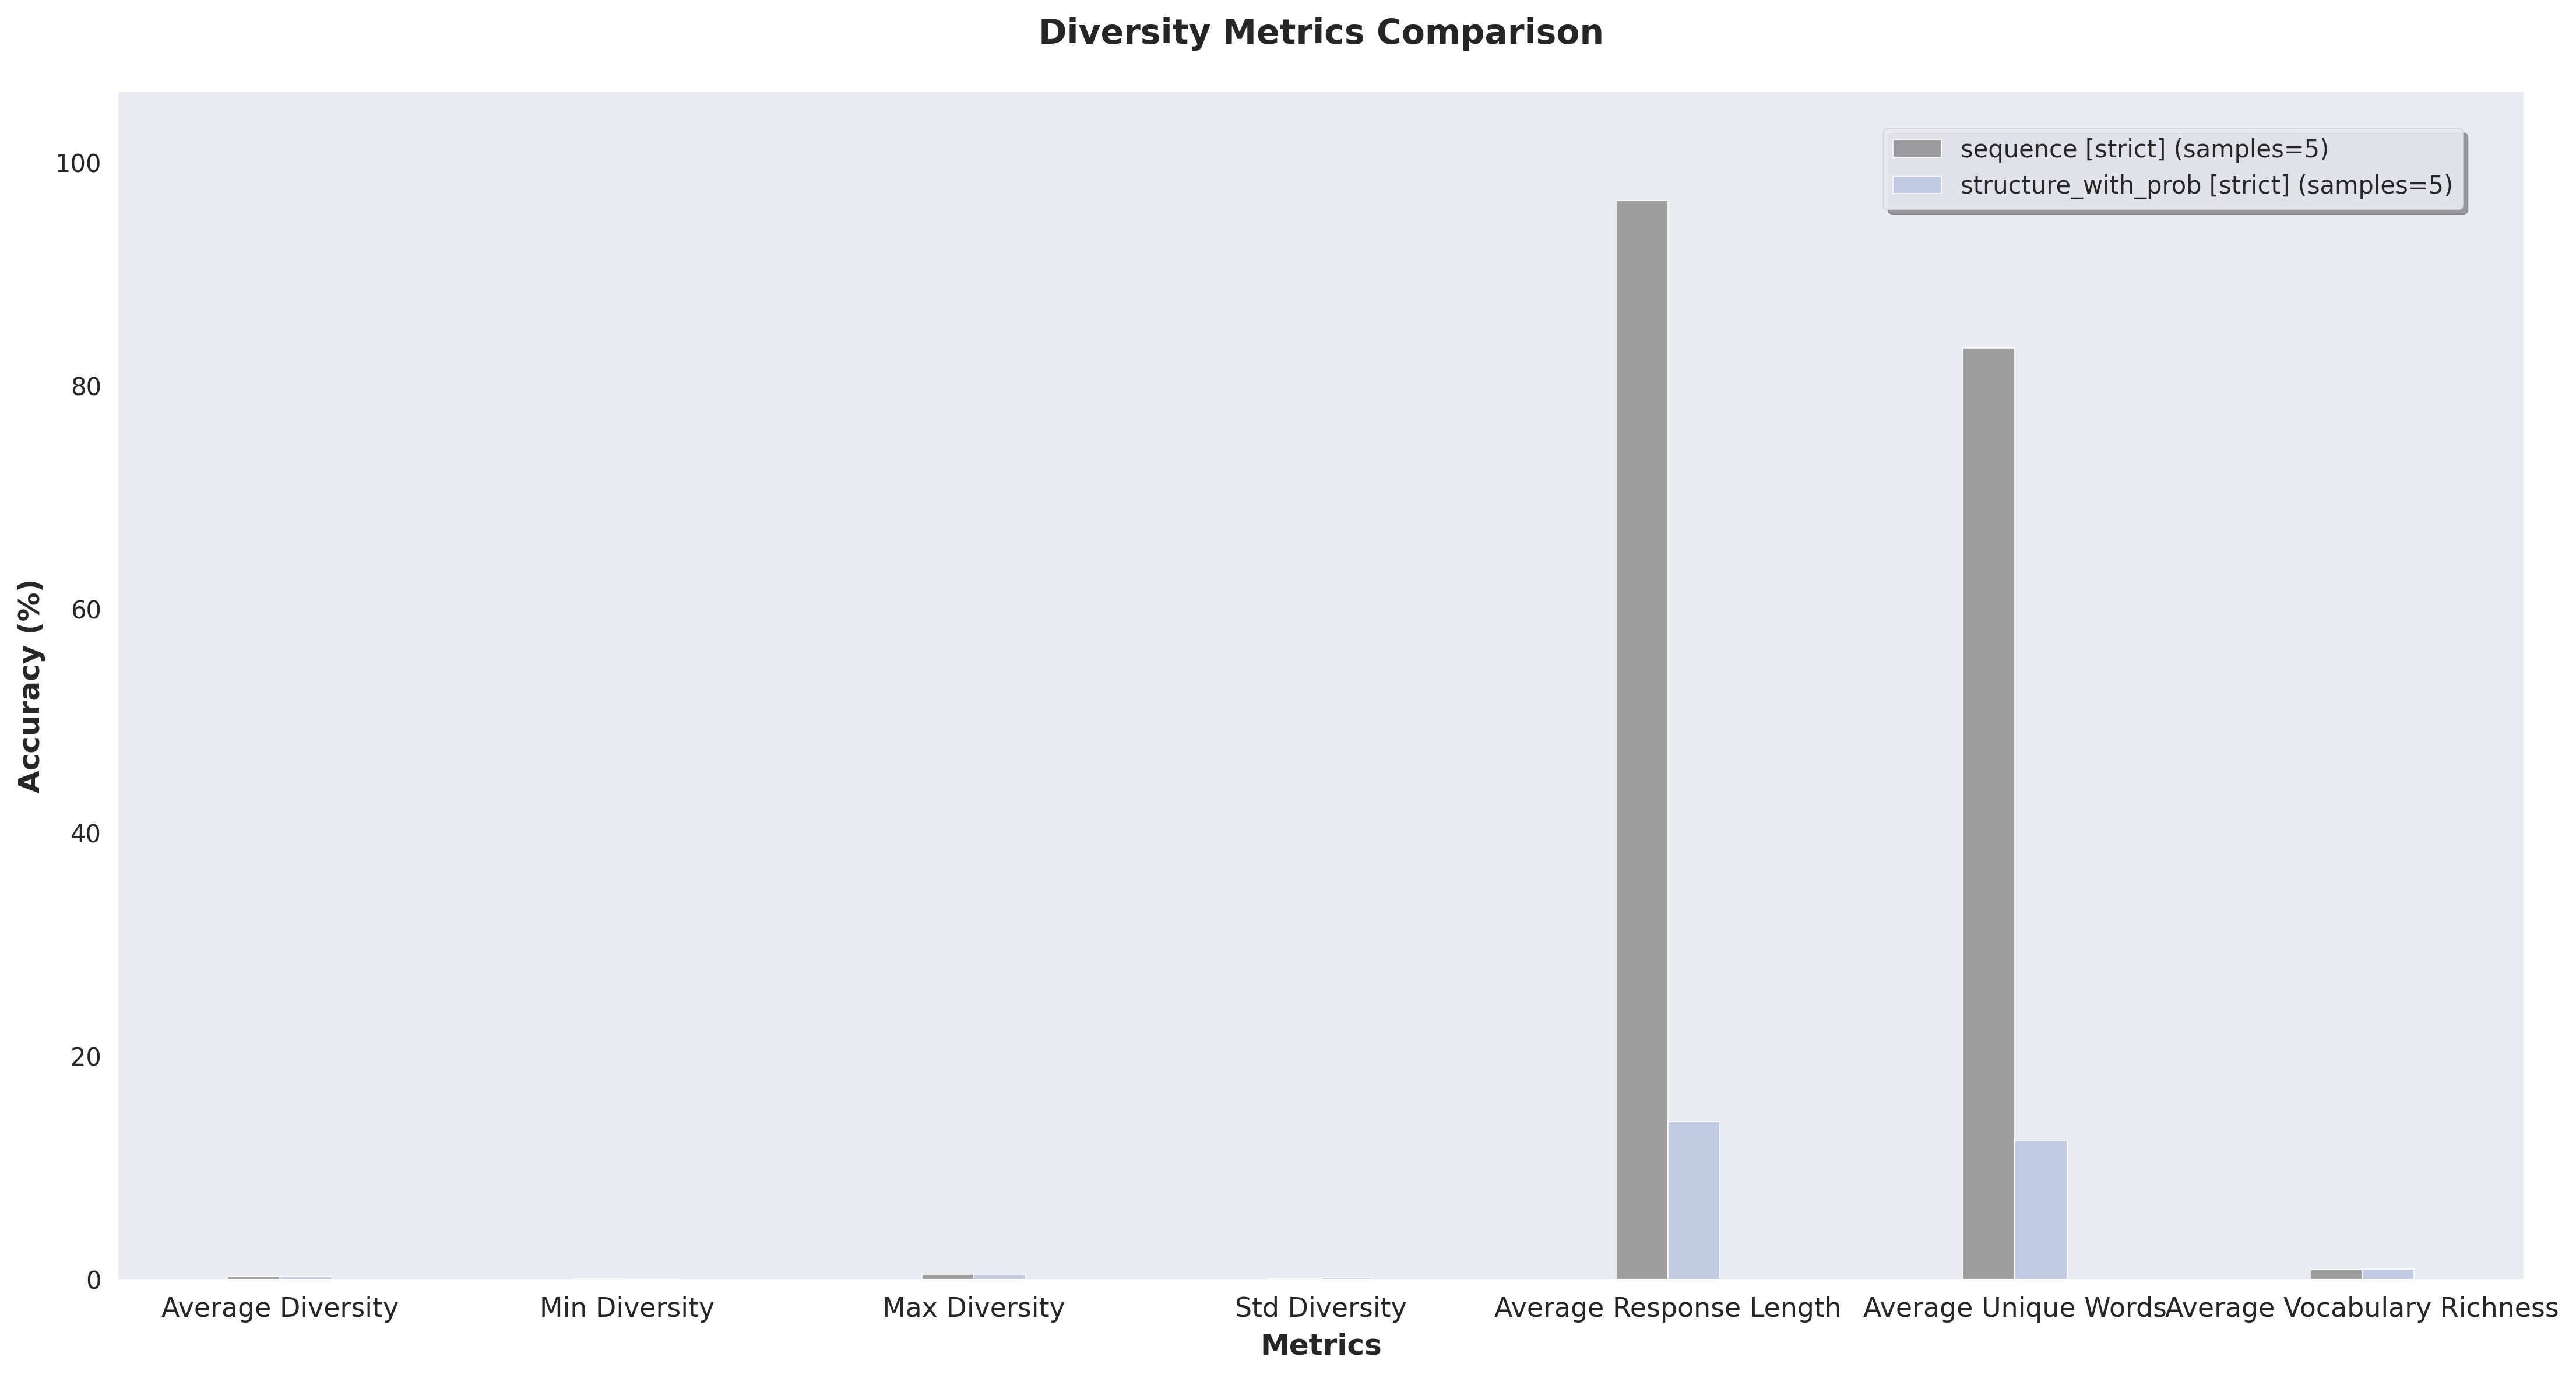 Diversity Metrics Comparison
sequence [strict] (samples=5)
structure_with_prob [strict] (samples=5)
Accuracy (%)
100
80
60
40
20
0
Average Diversity
Min Diversity
Max Diversity
Std Diversity
Average Response Length
Average Unique Words
Average Vocabulary Richness
Metrics